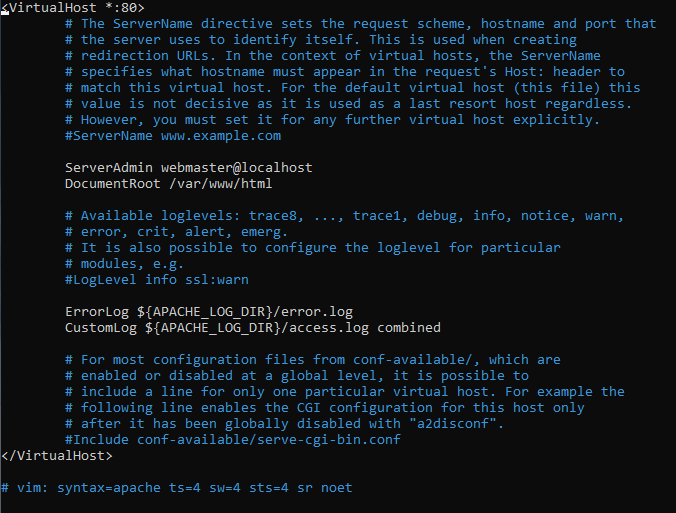 <VirtualHost *:80>
        # The ServerName directive sets the request scheme, hostname and port that
        # the server uses to identify itself. This is used when creating
        # redirection URLs. In the context of virtual hosts, the ServerName
        # specifies what hostname must appear in the request's Host: header to
        # match this virtual host. For the default virtual host (this file) this
        # value is not decisive as it is used as a last resort host regardless.
        # However, you must set it for any further virtual host explicitly.
        #ServerName www.example.com

        ServerAdmin webmaster@localhost
        DocumentRoot /var/www/html

        # Available loglevels: trace8, ..., trace1, debug, info, notice, warn,
        # error, crit, alert, emerg.
        # It is also possible to configure the loglevel for particular
        # modules, e.g.
        #LogLevel info ssl:warn

        ErrorLog ${APACHE_LOG_DIR}/error.log
        CustomLog ${APACHE_LOG_DIR}/access.log combined

        # For most configuration files from conf-available/, which are
        # enabled or disabled at a global level, it is possible to
        # include a line for only one particular virtual host. For example the
        # following line enables the CGI configuration for this host only
        # after it has been globally disabled with "a2disconf".
        #Include conf-available/serve-cgi-bin.conf
</VirtualHost>

# vim: syntax=apache ts=4 sw=4 sts=4 sr noet